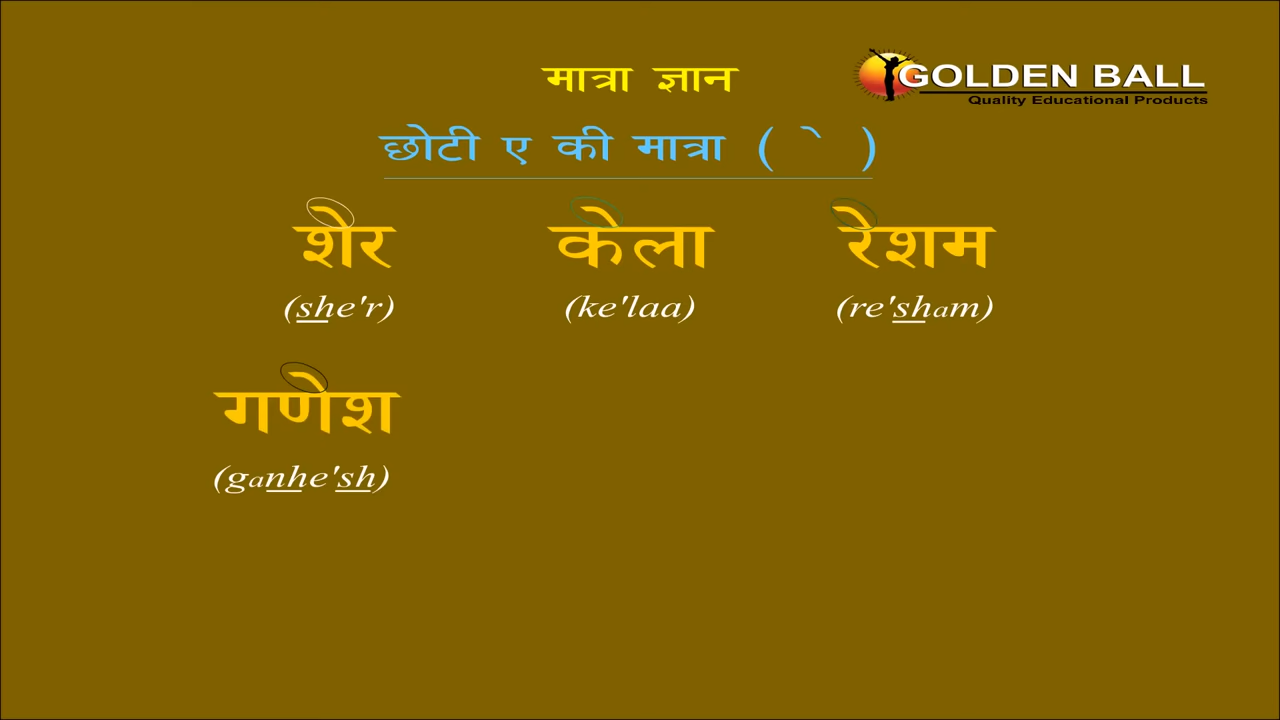 मात्रा ज्ञान
GOLDEN BALL
Quality Educational Products
छोटी ए की मात्रा ( े )
शेर केला रेशम
(she'r) (ke'laa) (re'sham)
गणेश
(ganhe'sh)